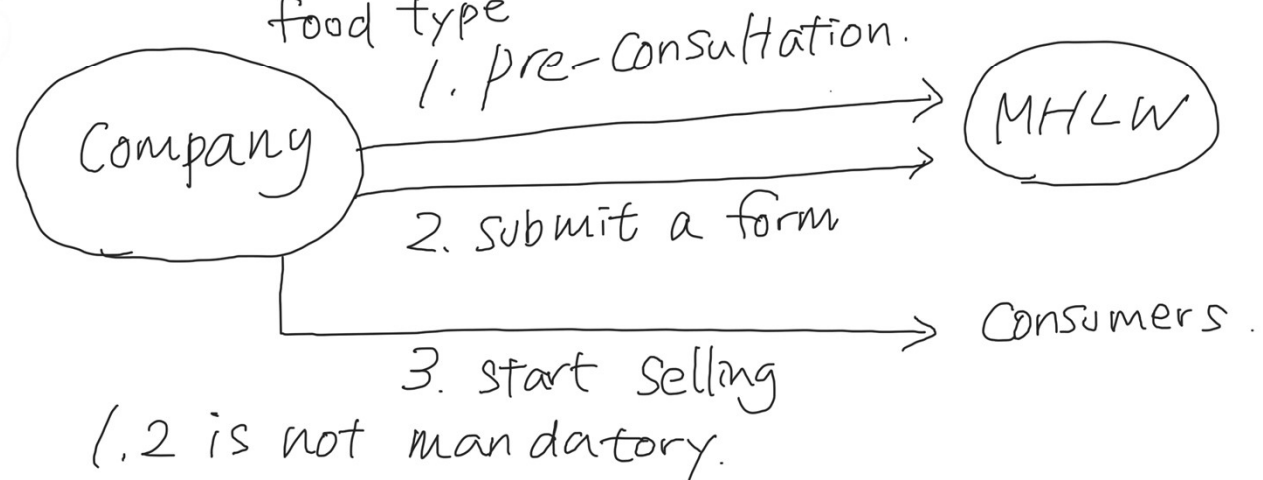 food type
1. pre-consultation.
Company
MHLW
2. submit a form
Consumers.
3. start selling
1.2 is not mandatory.